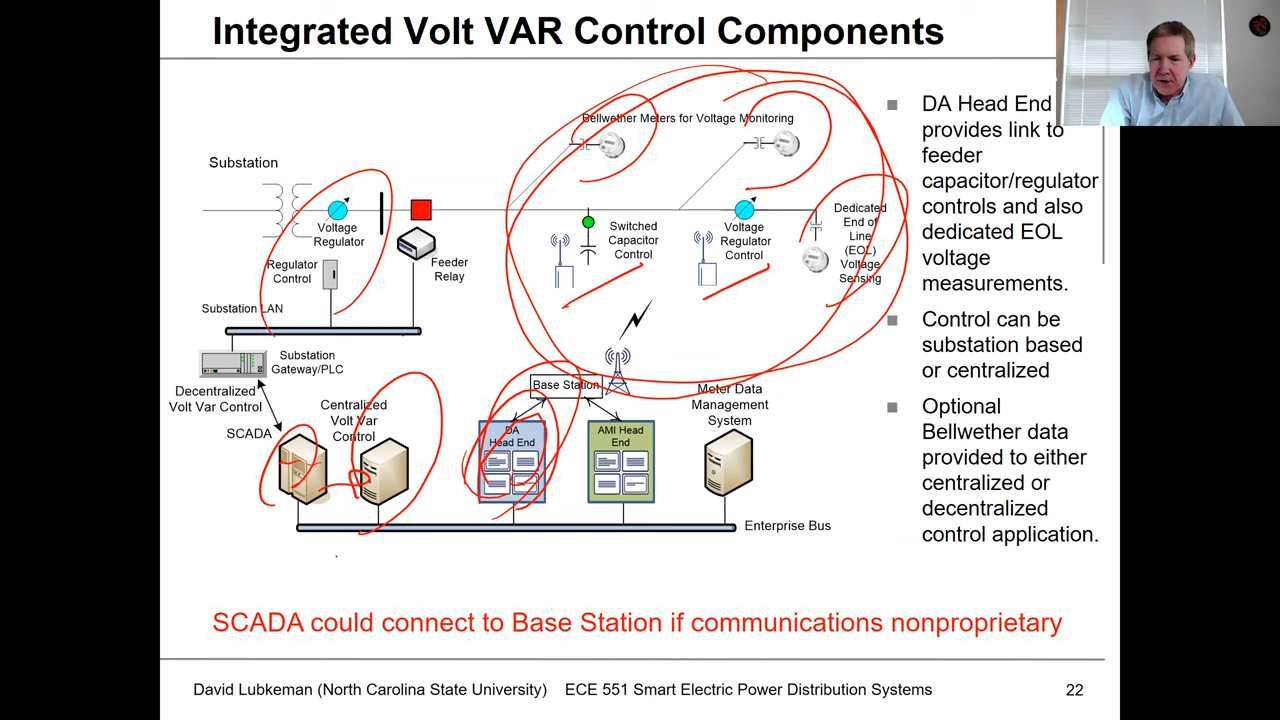 Integrated Volt VAR Control Components
Bellwether Meters for Voltage Monitoring
Substation
Voltage
Regulator
Regulator
Control
Feeder
Relay
Substation LAN
Switched
Capacitor
Control
Voltage
Regulator
Control
Dedicated
End of
Line
(EOL)
Voltage
Sensing
Substation
Gateway/PLC
Decentralized
Volt Var Control
Centralized
Volt Var
Control
SCADA
Base Station
DA
Head End
AMI Head
End
Meter Data
Management
System
Enterprise Bus
DA Head End
provides link to
feeder
capacitor/regulator
controls and also
dedicated EOL
voltage
measurements.
Control can be
substation based
or centralized
Optional
Bellwether data
provided to either
centralized or
decentralized
control application.
SCADA could connect to Base Station if communications nonproprietary
David Lubkeman (North Carolina State University) ECE 551 Smart Electric Power Distribution Systems 22